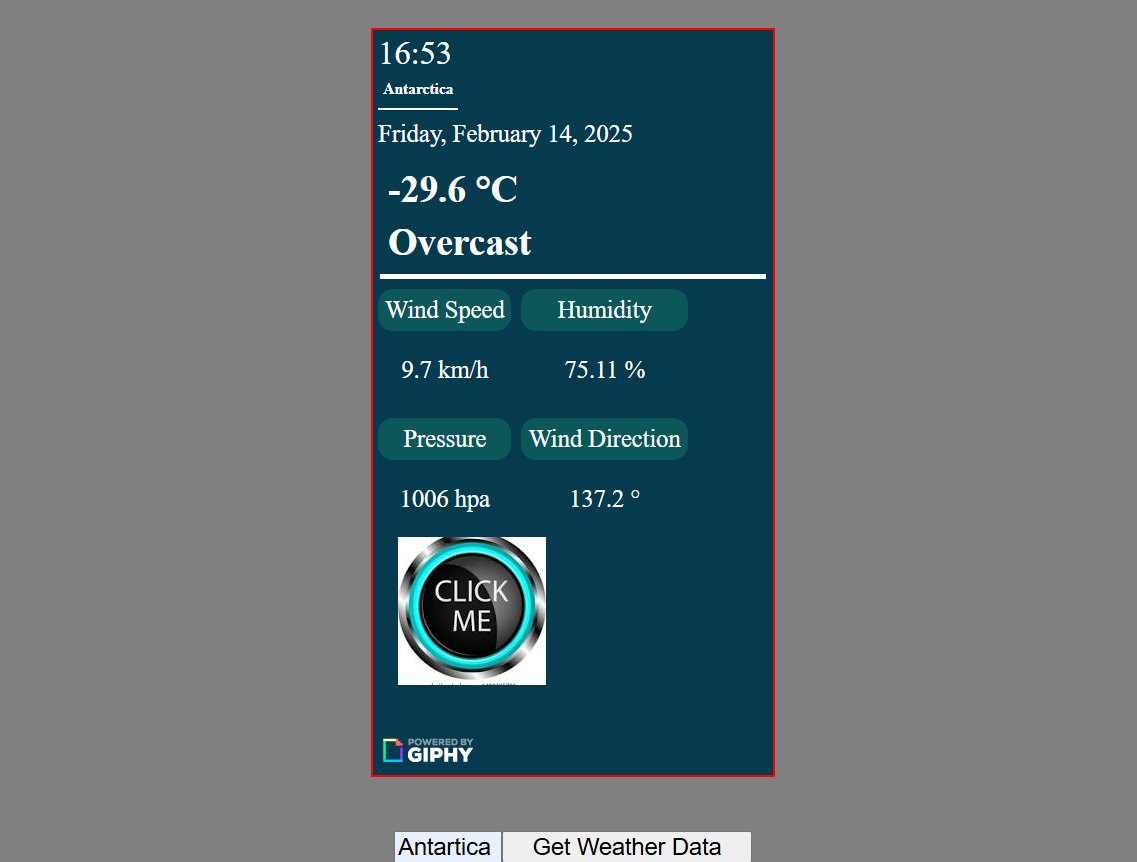 16:53
Antarctica
Friday, February 14, 2025
-29.6 °C
Overcast
Wind Speed Humidity
9.7 km/h 75.11 %
Pressure Wind Direction
1006 hpa 137.2 °
CLICK
ME
POWERED BY
GIPHY
Antartica Get Weather Data